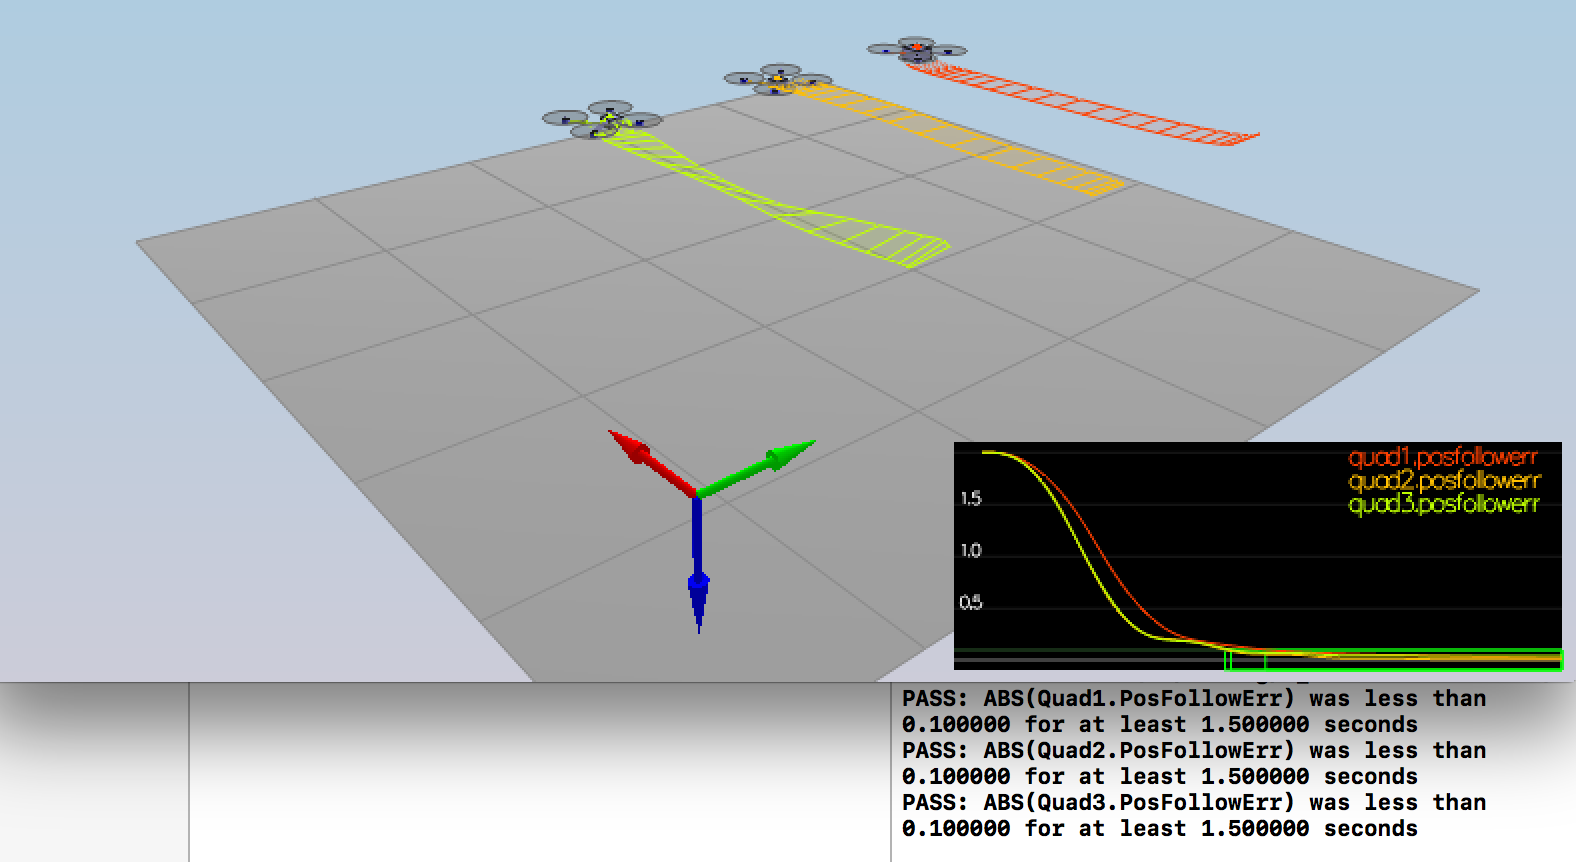 quad1.posfollowerr
quad2.posfollowerr
quad3.posfollowerr
1.5
1.0
0.5
PASS: ABS(Quad1.PosFollowErr) was less than
0.100000 for at least 1.500000 seconds
PASS: ABS(Quad2.PosFollowErr) was less than
0.100000 for at least 1.500000 seconds
PASS: ABS(Quad3.PosFollowErr) was less than
0.100000 for at least 1.500000 seconds